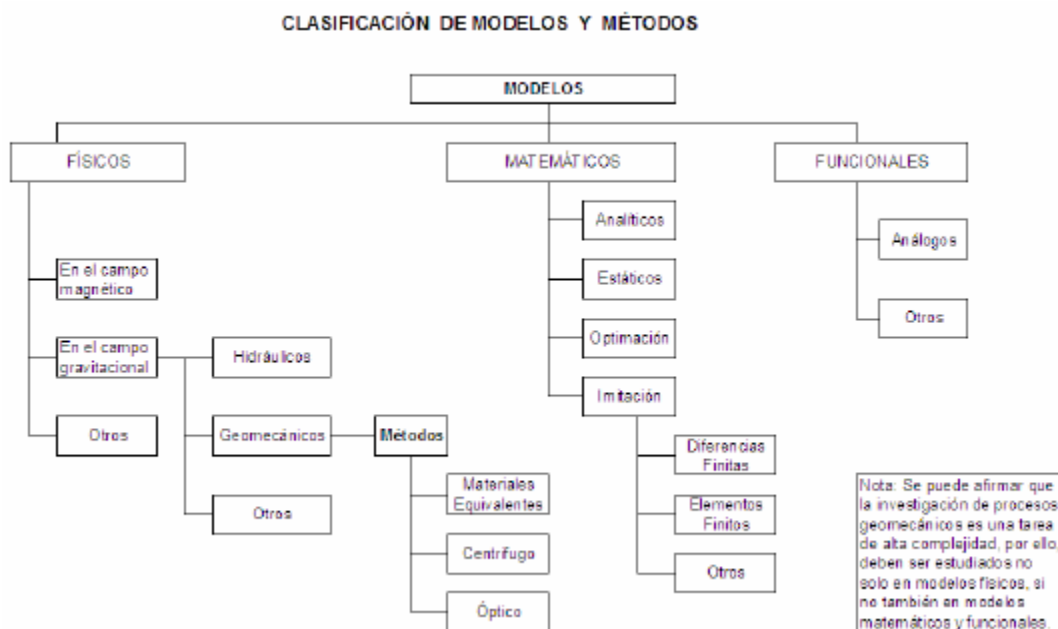 CLASIFICACIÓN DE MODELOS Y MÉTODOS
MODELOS
FÍSICOS
MATEMÁTICOS
FUNCIONALES
En el campo
magnético
En el campo
gravitacional
Otros
Hidráulicos
Geomecánicos
Otros
Métodos
Materiales
Equivalentes
Centrífugo
Óptico
Analíticos
Estáticos
Optimación
Imitación
Diferencias
Finitas
Elementos
Finitos
Otros
Análogos
Otros
Nota: Se puede afirmar que
la investigación de procesos
geomecánicos es una tarea
de alta complejidad, por ello,
deben ser estudiados no
solo en modelos físicos, si
no también en modelos
matemáticos y funcionales.